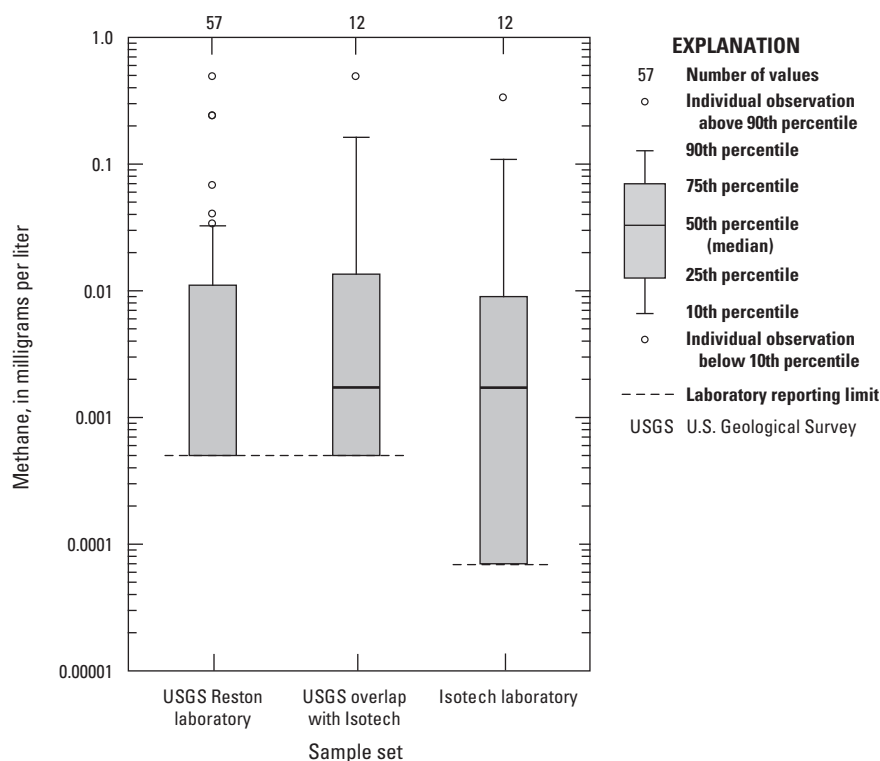 57
12
12
1.0
0.1
0.01
0.001
0.0001
0.00001
Methane, in milligrams per liter
USGS Reston
laboratory
USGS overlap
with Isotech
Isotech laboratory
Sample set
EXPLANATION
57 Number of values
Individual observation
above 90th percentile
90th percentile
75th percentile
50th percentile
(median)
25th percentile
10th percentile
Individual observation
below 10th percentile
Laboratory reporting limit
USGS U.S. Geological Survey